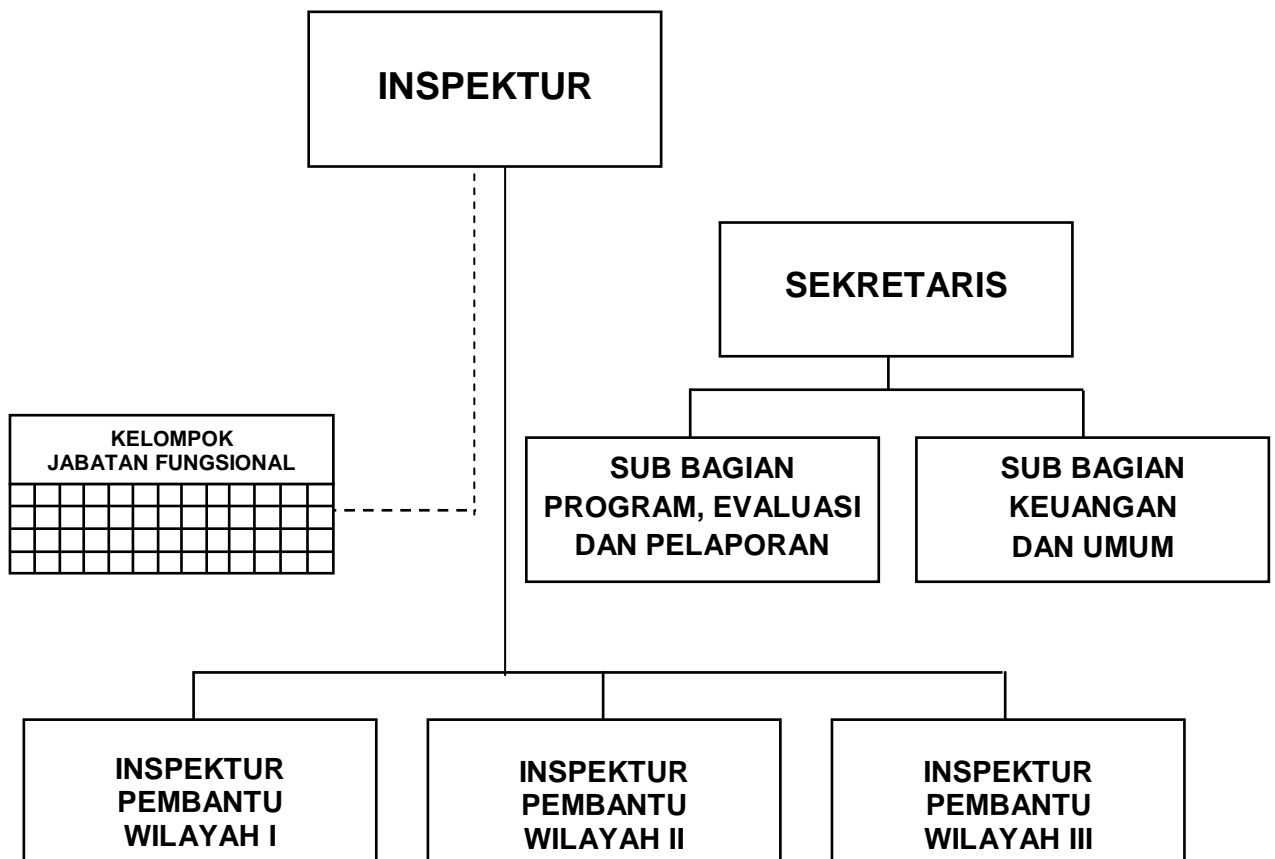 INSPEKTUR
SEKRETARIS
KELOMPOK
JABATAN FUNGSIONAL
SUB BAGIAN
PROGRAM, EVALUASI
DAN PELAPORAN
SUB BAGIAN
KEUANGAN
DAN UMUM
INSPEKTUR
PEMBANTU
WILAYAH I
INSPEKTUR
PEMBANTU
WILAYAH II
INSPEKTUR
PEMBANTU
WILAYAH III